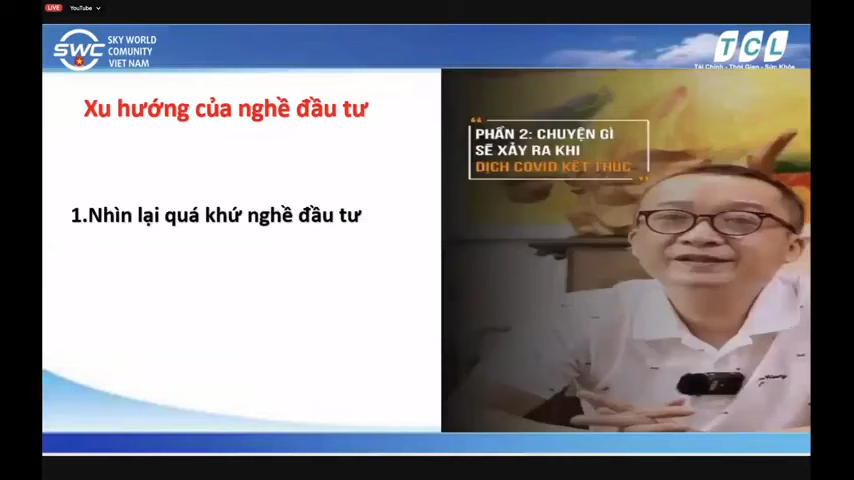 LIVE YouTube
SWC
SKY WORLD
COMUNITY
VIET NAM
TCL
Tài Chính - Thời Gian - Sức Khỏe
Xu hướng của nghề đầu tư
PHẦN 2: CHUYỆN GÌ
SẼ XẢY RA KHI
DỊCH COVID KẾT THÚC
1.Nhìn lại quá khứ nghề đầu tư